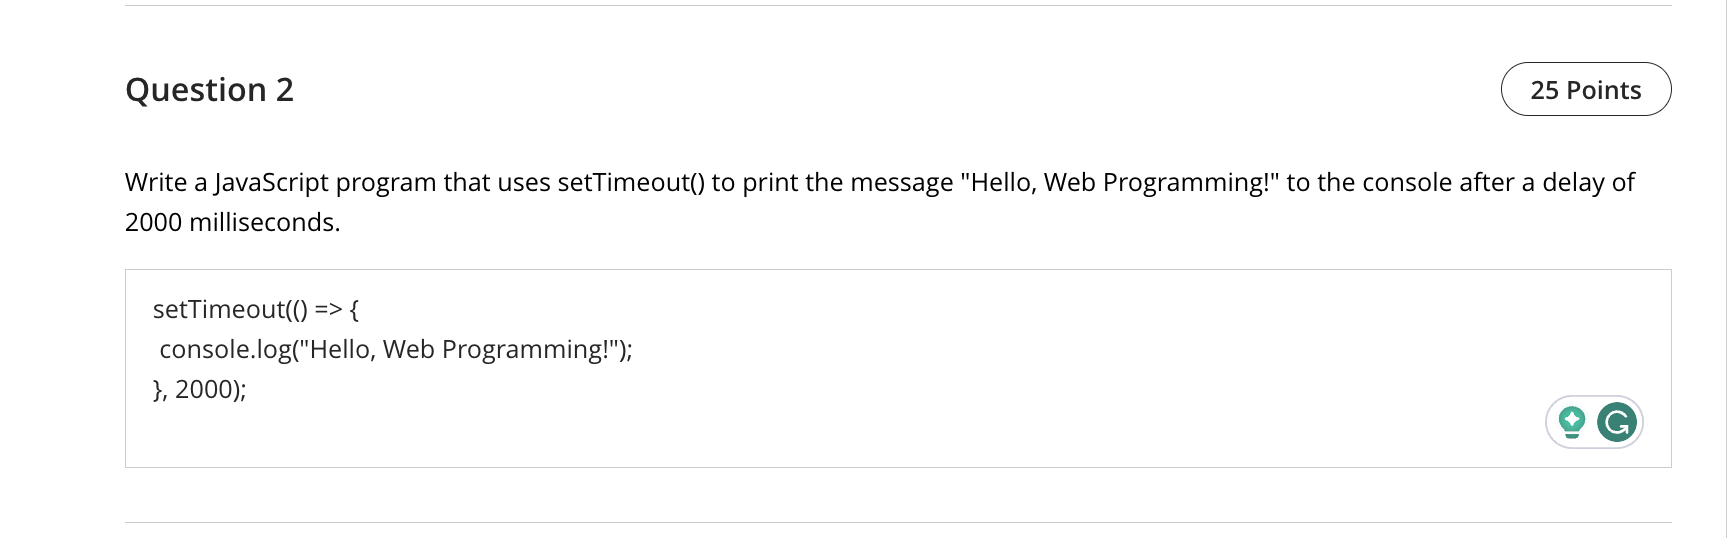 Question 2
25 Points
Write a JavaScript program that uses setTimeout() to print the message "Hello, Web Programming!" to the console after a delay of
2000 milliseconds.
setTimeout(() => {
 console.log("Hello, Web Programming!");
}, 2000);